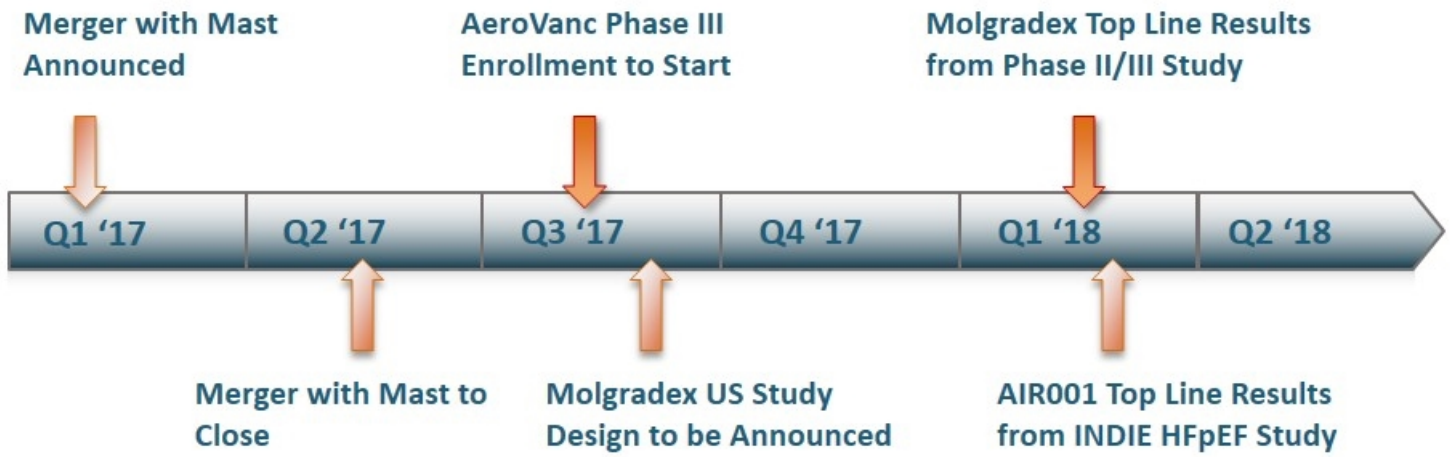 Merger with Mast
Announced
AeroVanc Phase III
Enrollment to Start
Molgradex Top Line Results
from Phase II/III Study
Q1 ‘17
Q2 ‘17
Q3 ‘17
Q4 ‘17
Q1 ‘18
Q2 ‘18
Merger with Mast to
Close
Molgradex US Study
Design to be Announced
AIR001 Top Line Results
from INDIE HFpEF Study